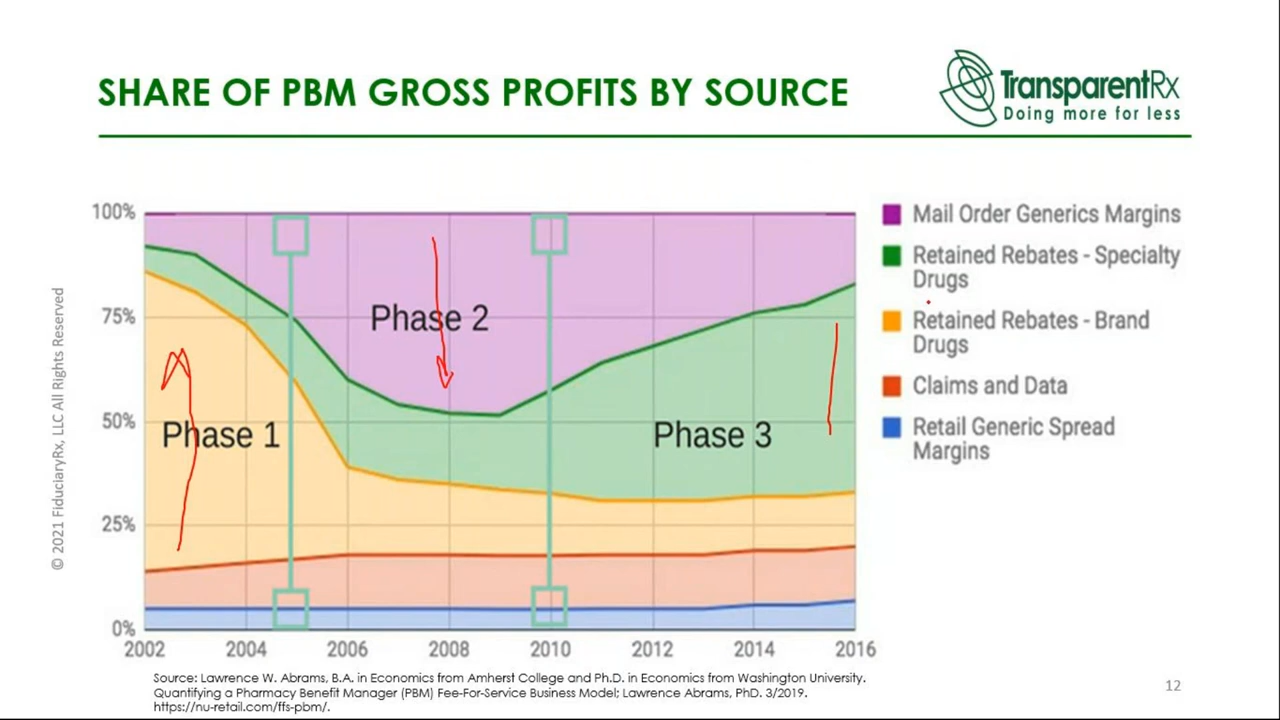 SHARE OF PBM GROSS PROFITS BY SOURCE
TransparentRx
Doing more for less
© 2021 FiduciaryRx, LLC All Rights Reserved
100%
75%
50%
25%
0%
Phase 1
Phase 2
Phase 3
2002 2004 2006 2008 2010 2012 2014 2016
Mail Order Generics Margins
Retained Rebates - Specialty
Drugs
Retained Rebates - Brand
Drugs
Claims and Data
Retail Generic Spread
Margins
Source: Lawrence W. Abrams, B.A. in Economics from Amherst College and Ph.D. in Economics from Washington University.
Quantifying a Pharmacy Benefit Manager (PBM) Fee-For-Service Business Model; Lawrence Abrams, PhD. 3/2019.
https://nu-retail.com/ffs-pbm/.
12